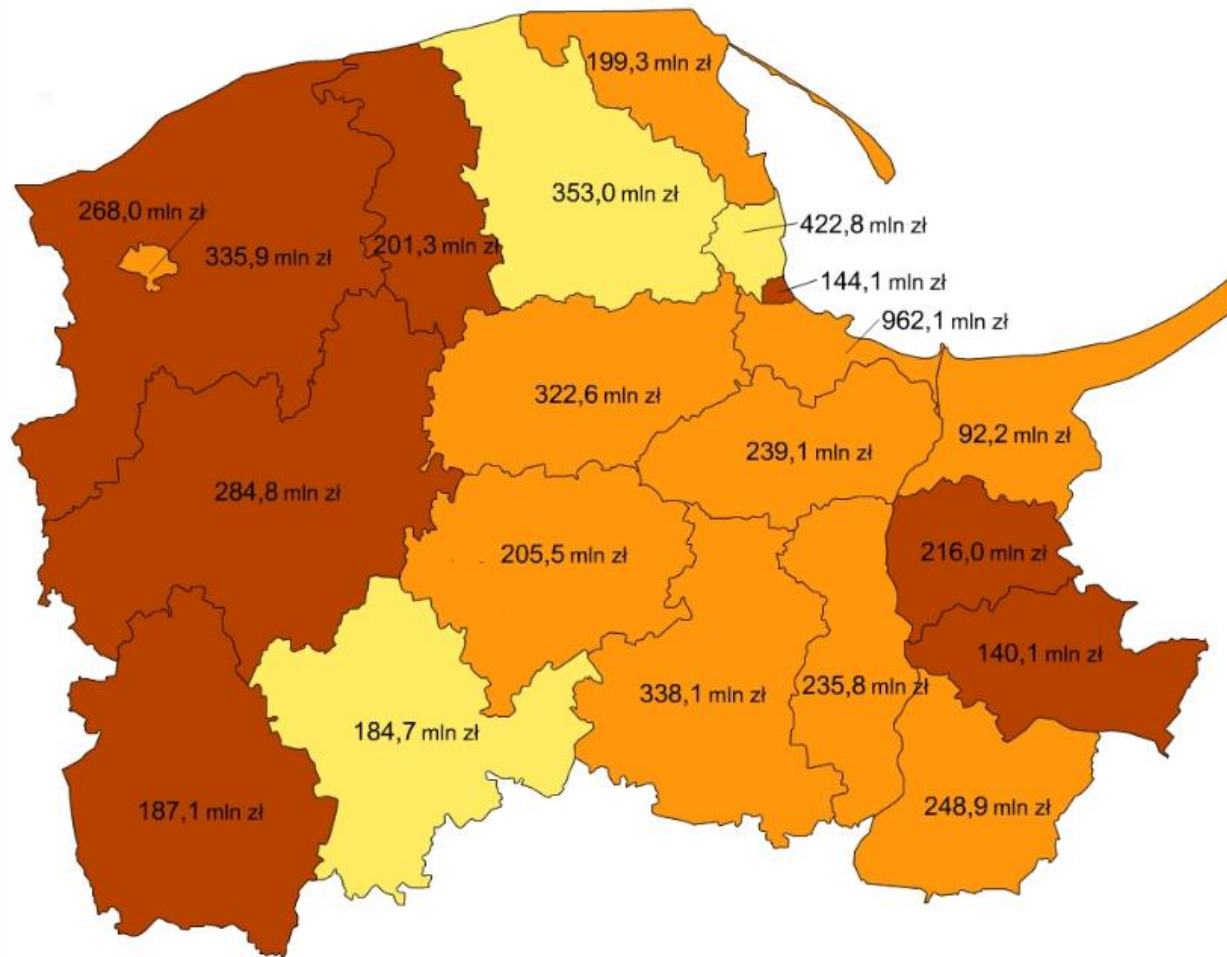 199,3 mln zł
353,0 mln zł
268,0 mln zł
422,8 mln zł
335,9 mln zł
201,3 mln zł
144,1 mln zł
962,1 mln zł
322,6 mln zł
92,2 mln zł
239,1 mln zł
284,8 mln zł
205,5 mln zł
216,0 mln zł
140,1 mln zł
338,1 mln zł
235,8 mln zł
184,7 mln zł
187,1 mln zł
248,9 mln zł